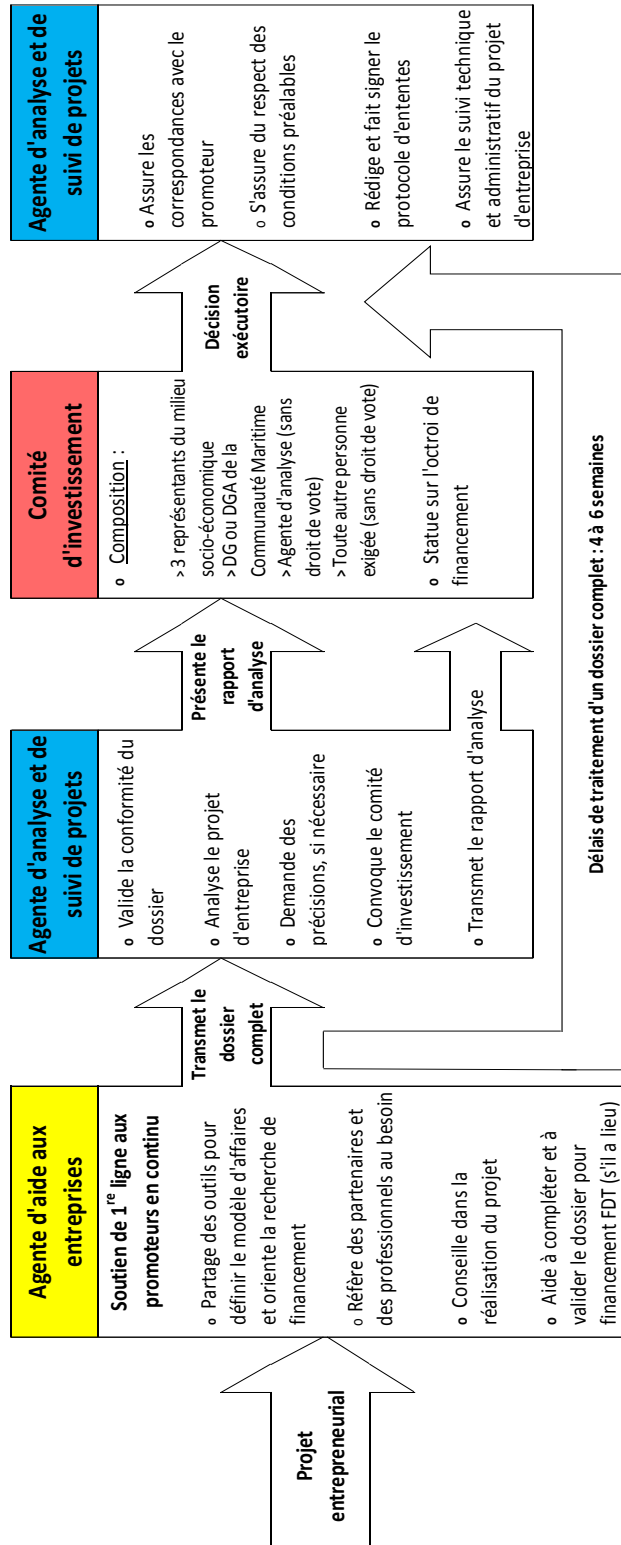 Projet
entrepreneurial
Agente d'aide aux
entreprises
Soutien de 1re ligne aux
promoteurs en continu
o Partage des outils pour
définir le modèle d'affaires
et oriente la recherche de
financement
o Réfère des partenaires et
des professionnels au besoin
o Conseille dans la
réalisation du projet
o Aide à compléter et à
valider le dossier pour
financement FDT (s'il a lieu)
Transmet le
dossier
complet
Agente d'analyse et de
suivi de projets
o Valide la conformité du
dossier
o Analyse le projet
d'entreprise
o Demande des
précisions, si nécessaire
o Convoque le comité
d'investissement
o Transmet le rapport d'analyse
Présente le
rapport
d'analyse
Comité
d'investissement
o Composition :
> 3 représentants du milieu
socio-économique
> DG ou DGA de la
Communauté Maritime
> Agente d'analyse (sans
droit de vote)
> Toute autre personne
exigée (sans droit de vote)
o Statue sur l'octroi de
financement
Décision
exécutoire
Agente d'analyse et de
suivi de projets
o Assure les
correspondances avec le
promoteur
o S'assure du respect des
conditions préalables
o Rédige et fait signer le
protocole d'ententes
o Assure le suivi technique
et administratif du projet
d'entreprise
Délais de traitement d'un dossier complet : 4 à 6 semaines